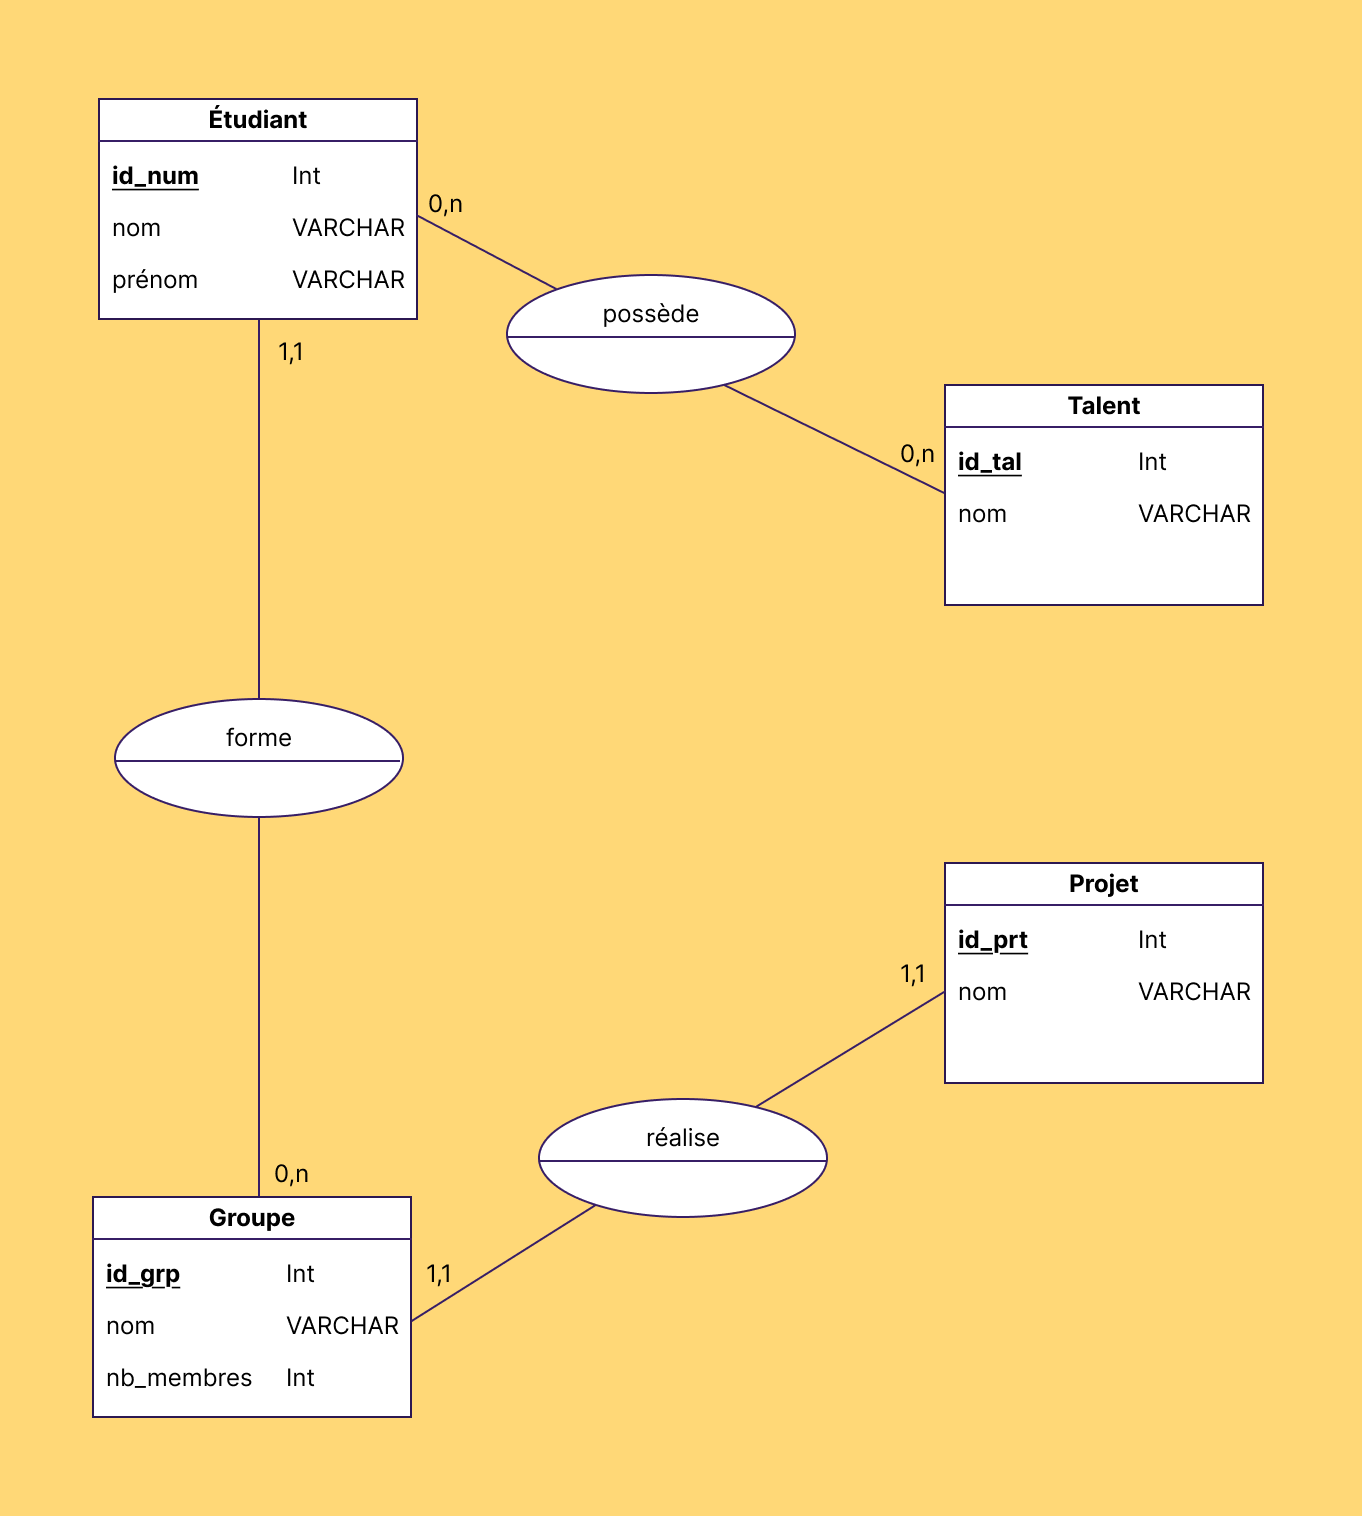 Étudiant
id_num Int
nom VARCHAR
prénom VARCHAR
0,n
possède
1,1
Talent
0,n
id_tal Int
nom VARCHAR
forme
Projet
id_prt Int
1,1
nom VARCHAR
réalise
0,n
Groupe
id_grp Int
1,1
nom VARCHAR
nb_membres Int